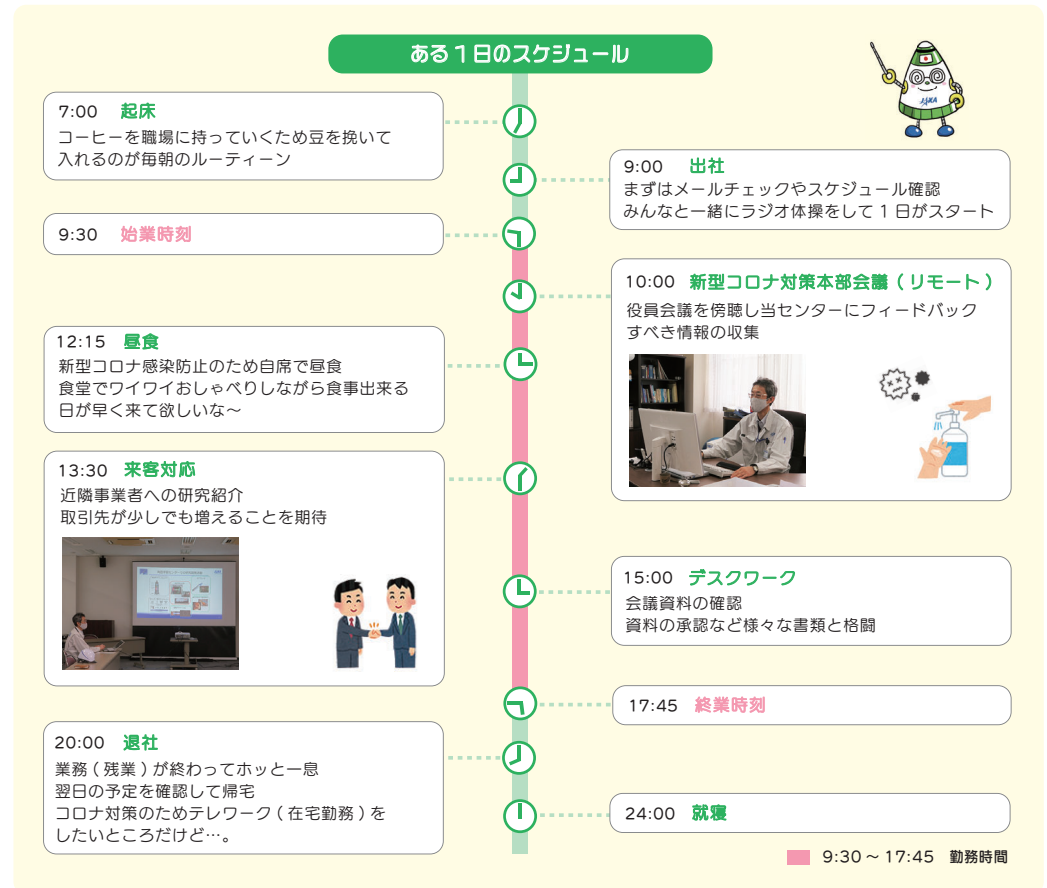 ある1日のスケジュール
7:00 起床
コーヒーを職場に持っていくため豆を挽いて
入れるのが毎朝のルーティーン
9:00 出社
まずはメールチェックやスケジュール確認
みんなと一緒にラジオ体操をして1日がスタート
9:30 始業時刻
10:00 新型コロナ対策本部会議(リモート)
役員会議を傍聴し当センターにフィードバック
すべき情報の収集
12:15 昼食
新型コロナ感染防止のため自席で昼食
食堂でワイワイおしゃべりしながら食事出来る
日が早く来て欲しいな〜
13:30 来客対応
近隣事業者への研究紹介
取引先が少しでも増えることを期待
15:00 デスクワーク
会議資料の確認
資料の承認など様々な書類と格闘
17:45 終業時刻
20:00 退社
業務(残業)が終わってホッと一息
翌日の予定を確認して帰宅
コロナ対策のためテレワーク(在宅勤務)を
したいところだけど…。
24:00 就寝
9:30〜17:45 勤務時間